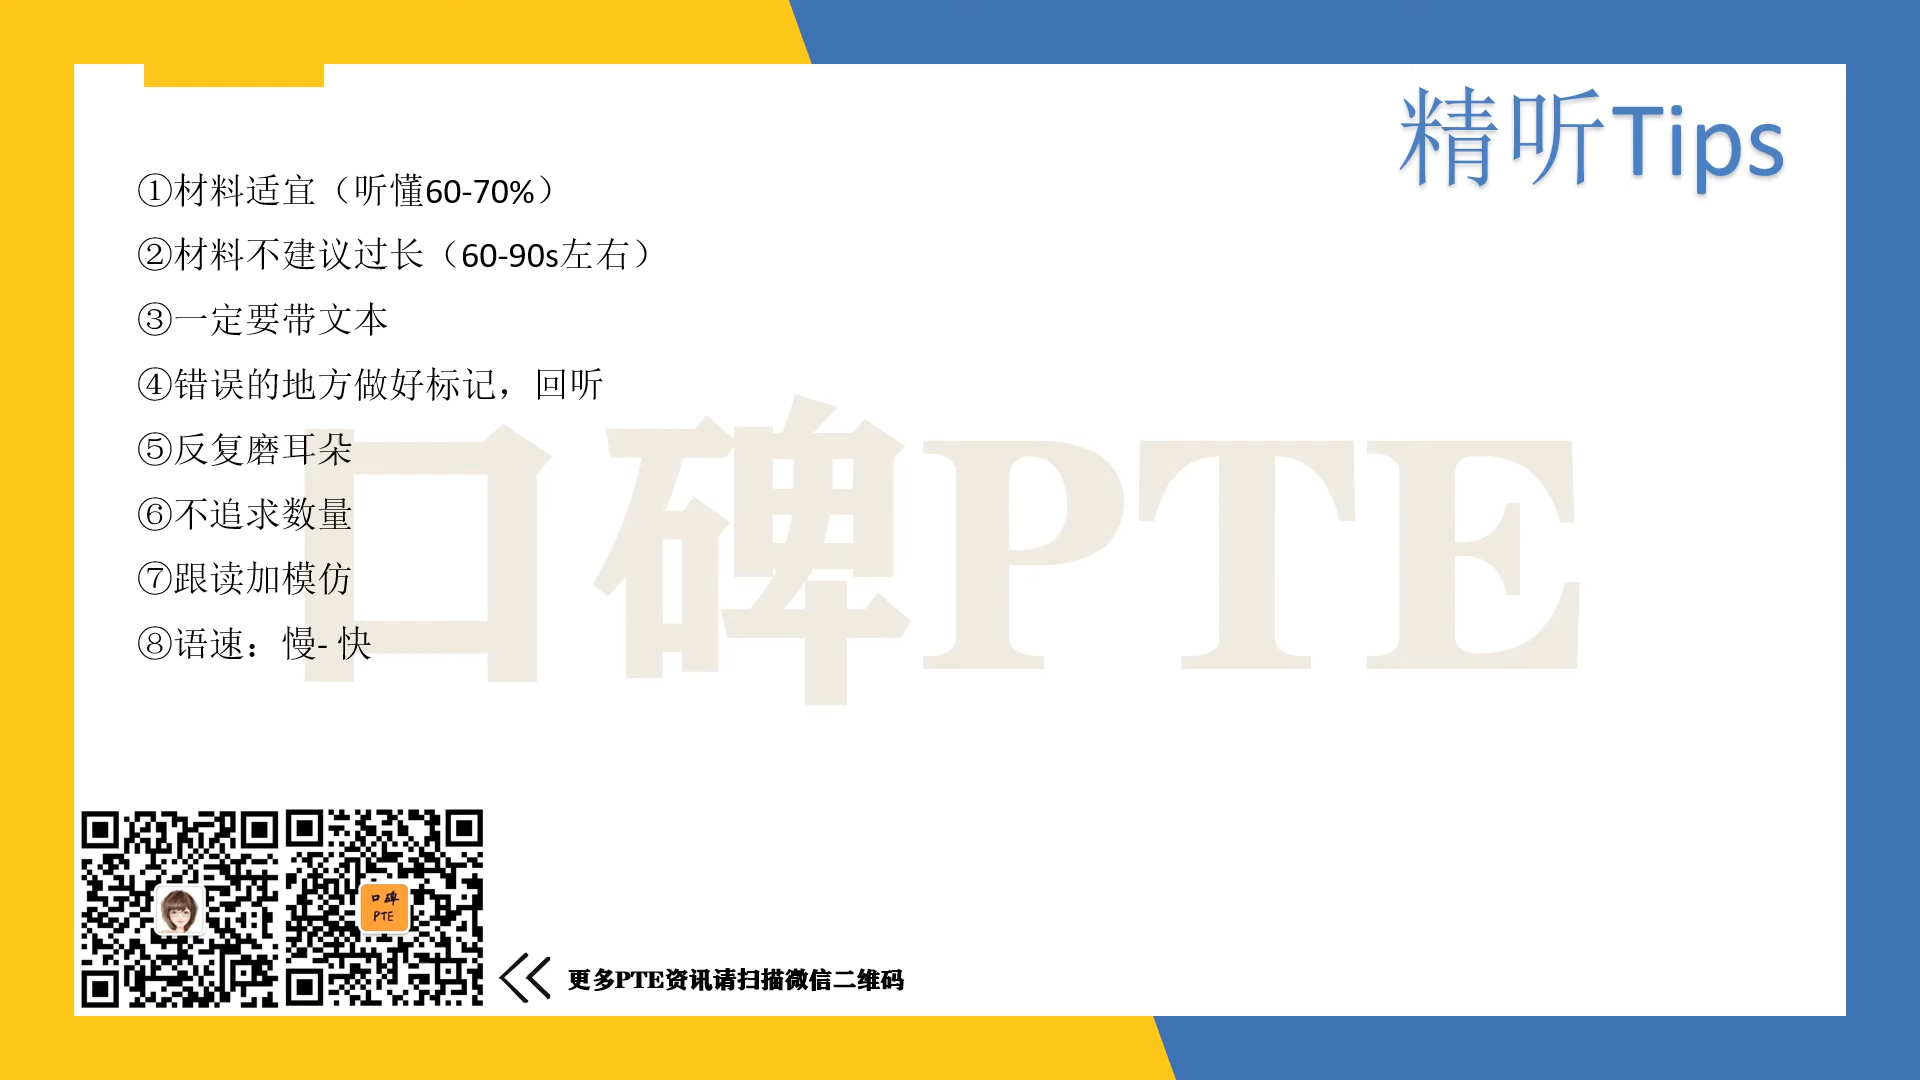 精听Tips
①材料适宜（听懂60-70%）
②材料不建议过长（60-90s左右）
③一定要带文本
④错误的地方做好标记，回听
⑤反复磨耳朵
⑥不追求数量
⑦跟读加模仿
⑧语速：慢- 快
口碑PTE
口碑
PTE
更多PTE资讯请扫描微信二维码